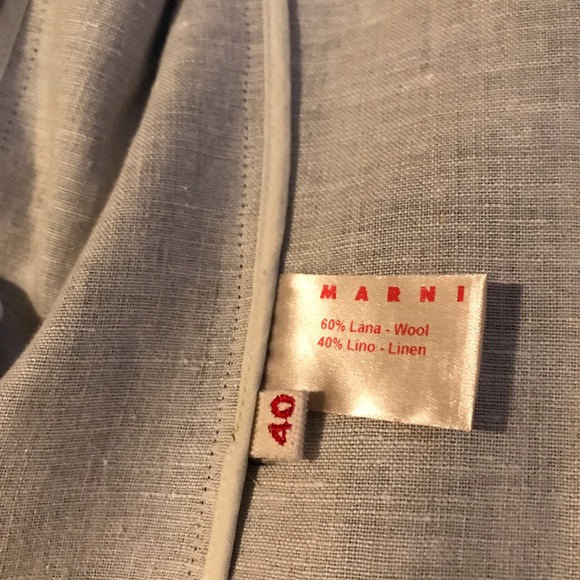 MARNI
60% Lana - Wool
40% Lino - Linen
40